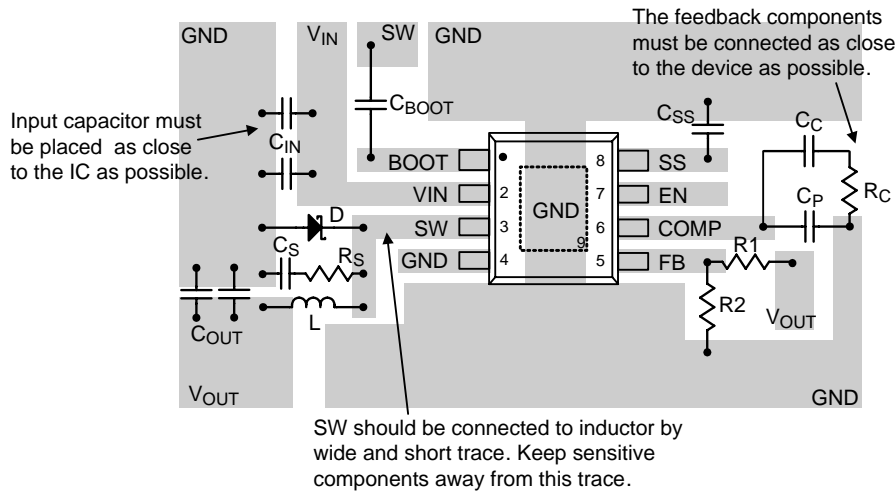 The feedback components
must be connected as close
to the device as possible.
GND
VIN
SW
GND
Input capacitor must
be placed as close
to the IC as possible.
CIN
CBOOT
CSS
CC
RC
CP
BOOT
VIN
SW
GND
2
3
4
GND
9
8
7
6
5
SS
EN
COMP
FB
D
CS
RS
L
COUT
R1
R2
VOUT
VOUT
GND
SW should be connected to inductor by
wide and short trace. Keep sensitive
components away from this trace.